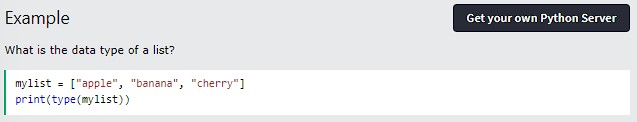 Example
Get your own Python Server
What is the data type of a list?
mylist = ["apple", "banana", "cherry"]
print(type(mylist))